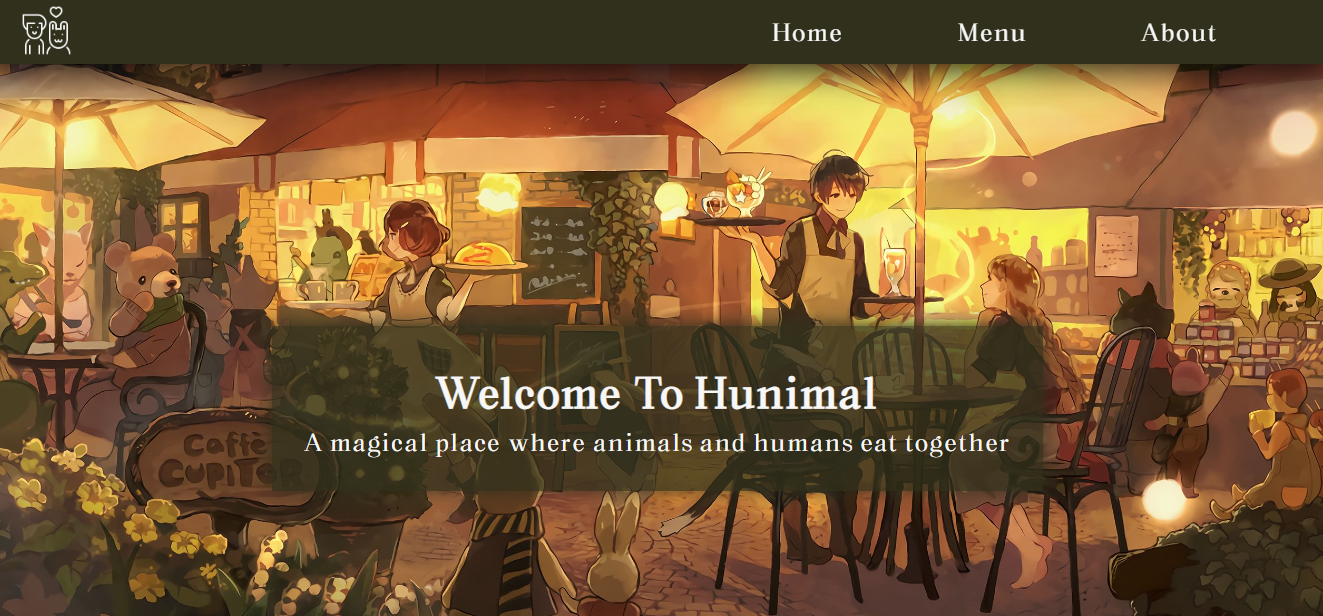 Home
Menu
About
Welcome To Hunimal
A magical place where animals and humans eat together
Caffè
CUPITER